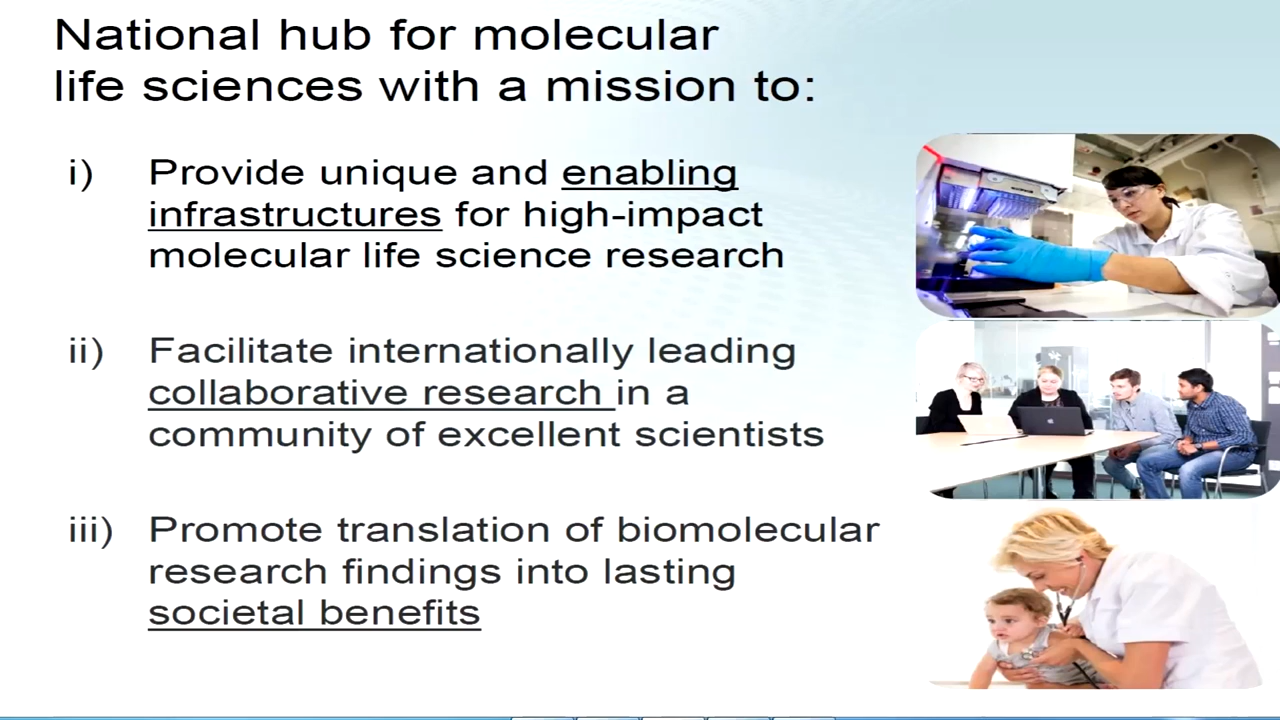 National hub for molecular
life sciences with a mission to:
i) Provide unique and enabling
infrastructures for high-impact
molecular life science research
ii) Facilitate internationally leading
collaborative research in a
community of excellent scientists
iii) Promote translation of biomolecular
research findings into lasting
societal benefits